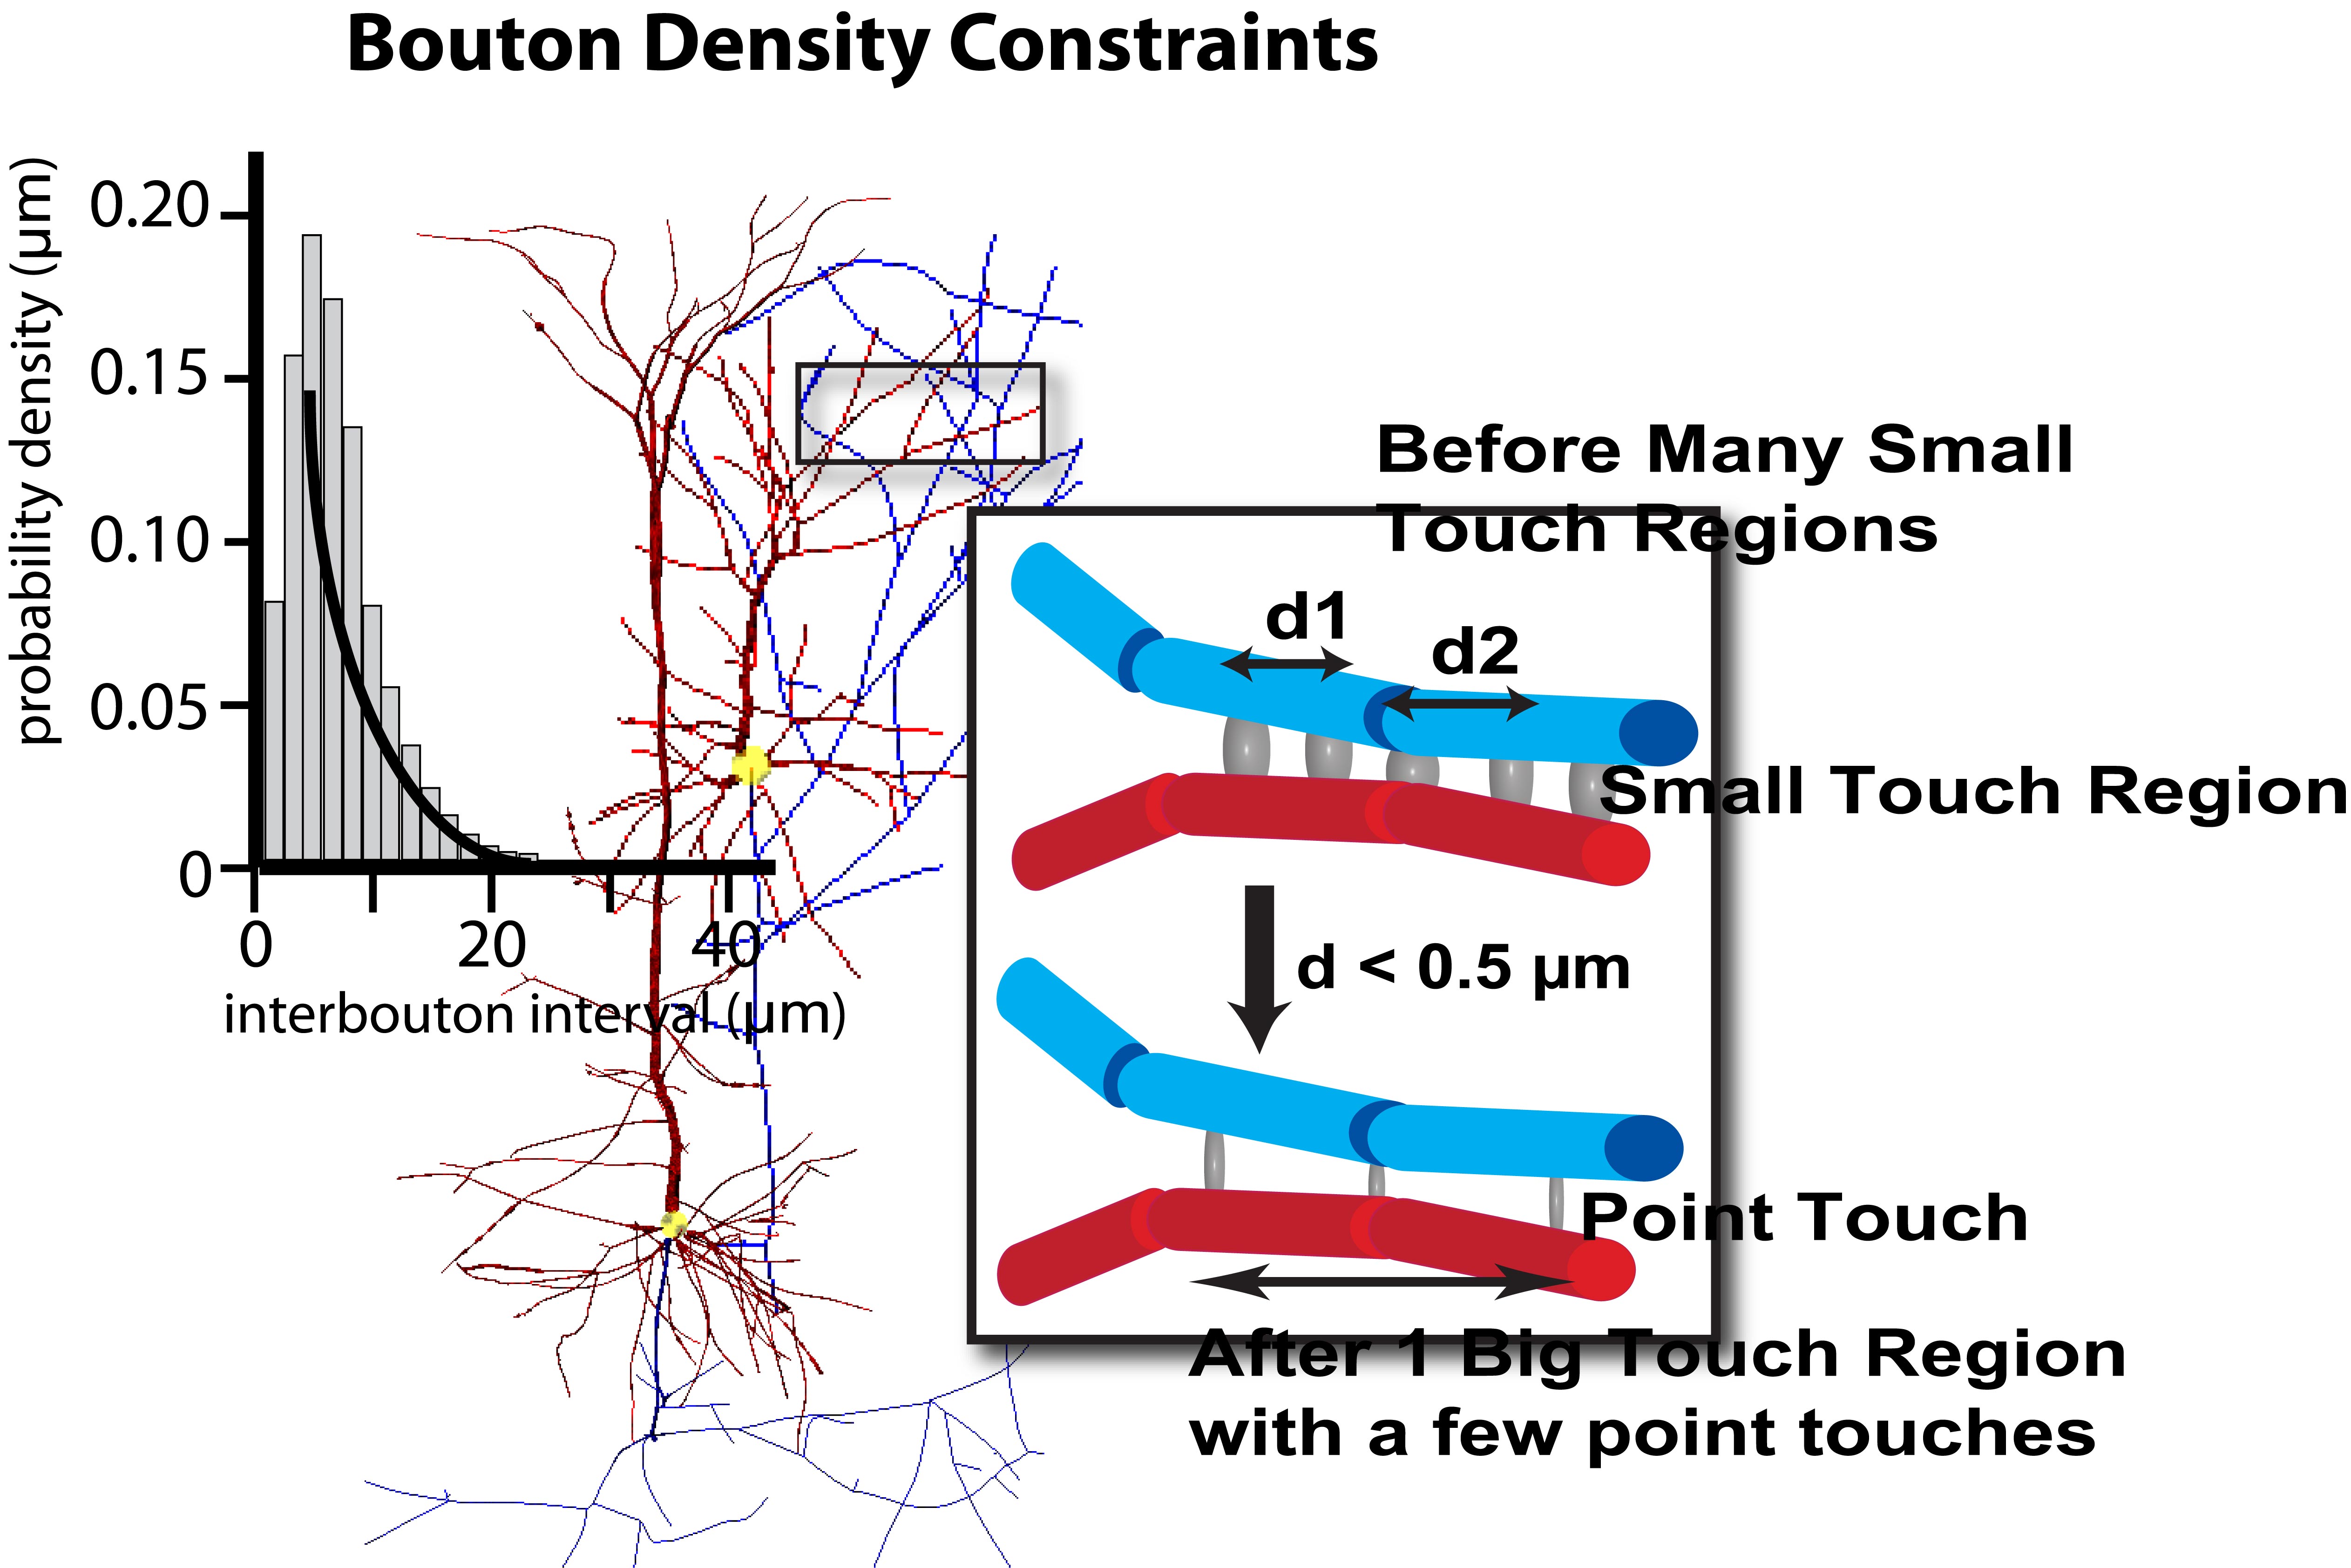 Bouton Density Constraints
probability density (µm)
0.20
0.15
0.10
0.05
0
0
20
40
interbouton interval (µm)
Before Many Small
Touch Regions
d1
d2
Small Touch Region
d < 0.5 µm
Point Touch
After 1 Big Touch Region
with a few point touches